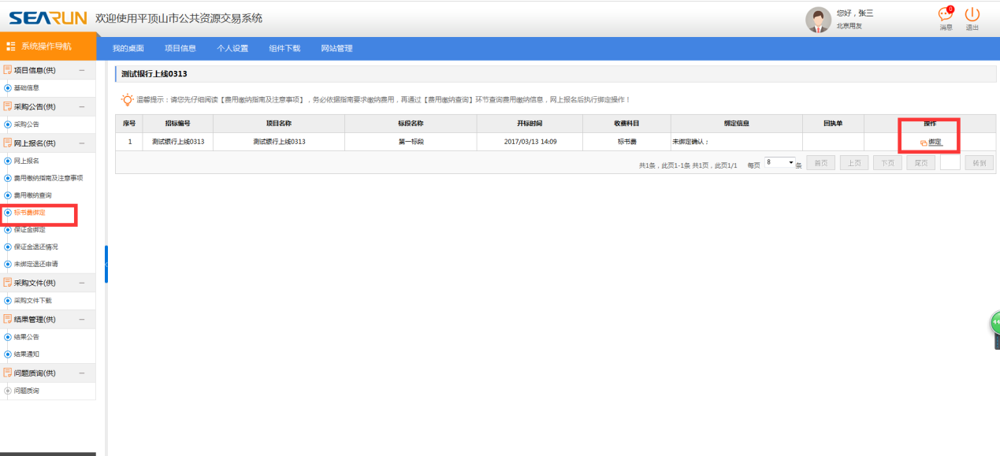 SEARUN 欢迎使用平顶山市公共资源交易系统
您好，张三
北京用友
0
消息 退出
系统操作导航
我的桌面 项目信息 个人设置 组件下载 网站管理
项目信息(供)
基础信息
采购公告(供)
采购公告
网上报名(供)
网上报名
费用缴纳指南及注意事项
费用缴纳查询
标书费绑定
保证金绑定
保证金退还情况
未绑定退还申请
采购文件(供)
采购文件下载
结果管理(供)
结果公告
结果通知
问题质询(供)
问题质询
测试银行上线0313
温馨提示：请您先仔细阅读【费用缴纳指南及注意事项】，务必依据指南要求缴纳费用，再通过【费用缴纳查询】环节查询费用缴纳信息，网上报名后执行绑定操作！
序号 招标编号 项目名称 标段名称 开标时间 收费科目 绑定信息 回执单 操作
1 测试银行上线0313 测试银行上线0313 第一标段 2017/03/13 14:09 标书费 未绑定确认； 绑定
共1条，此页1-1条 共1页，此页1/1 每页 8 条 首页 上页 下页 尾页 转到